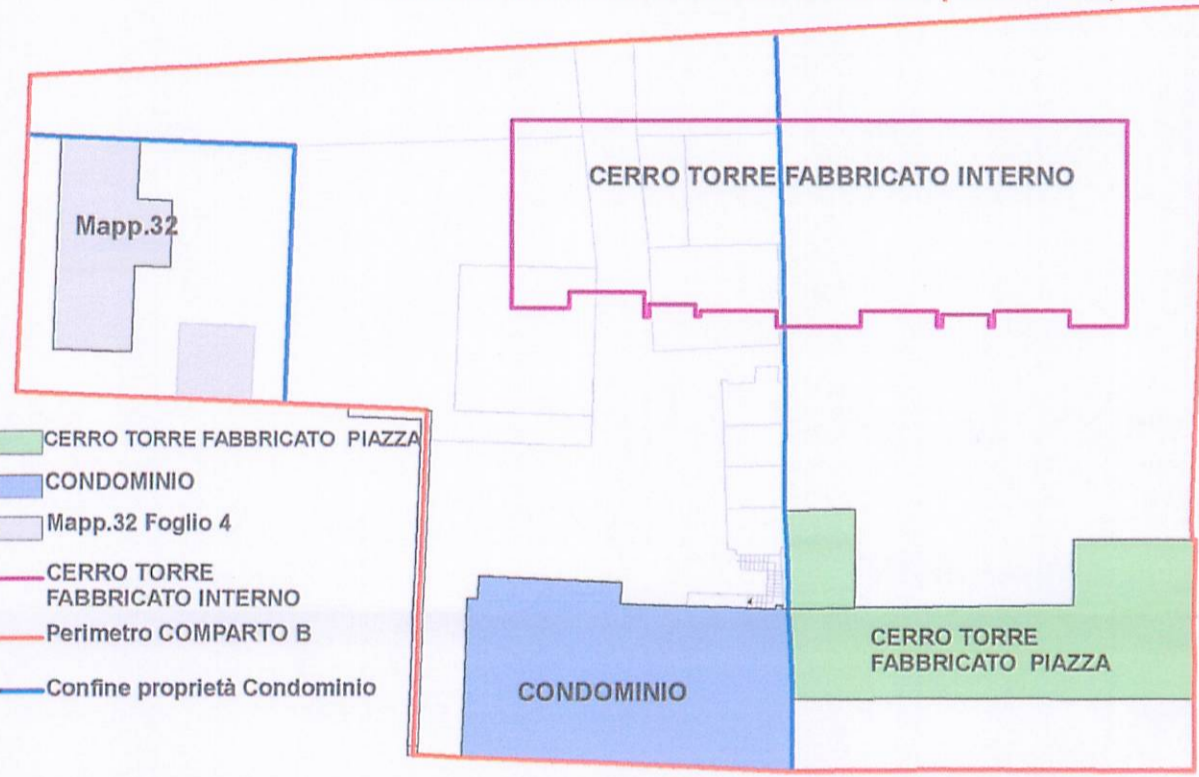 CERRO TORRE FABBRICATO INTERNO
Mapp.32
CERRO TORRE FABBRICATO PIAZZA
CONDOMINIO
Mapp.32 Foglio 4
CERRO TORRE
FABBRICATO INTERNO
Perimetro COMPARTO B
Confine proprietà Condominio
CONDOMINIO
CERRO TORRE
FABBRICATO PIAZZA